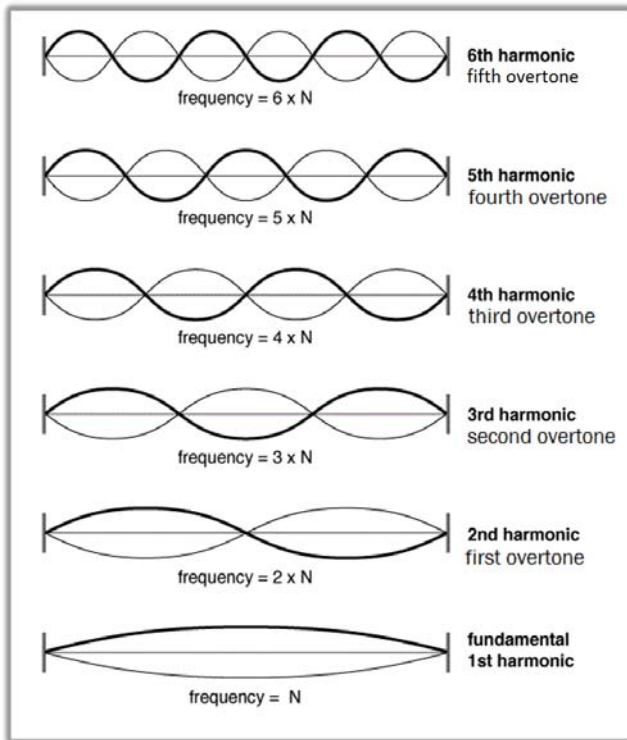 6th harmonic
fifth overtone
frequency = 6 x N
5th harmonic
fourth overtone
frequency = 5 x N
4th harmonic
third overtone
frequency = 4 x N
3rd harmonic
second overtone
frequency = 3 x N
2nd harmonic
first overtone
frequency = 2 x N
fundamental
1st harmonic
frequency = N